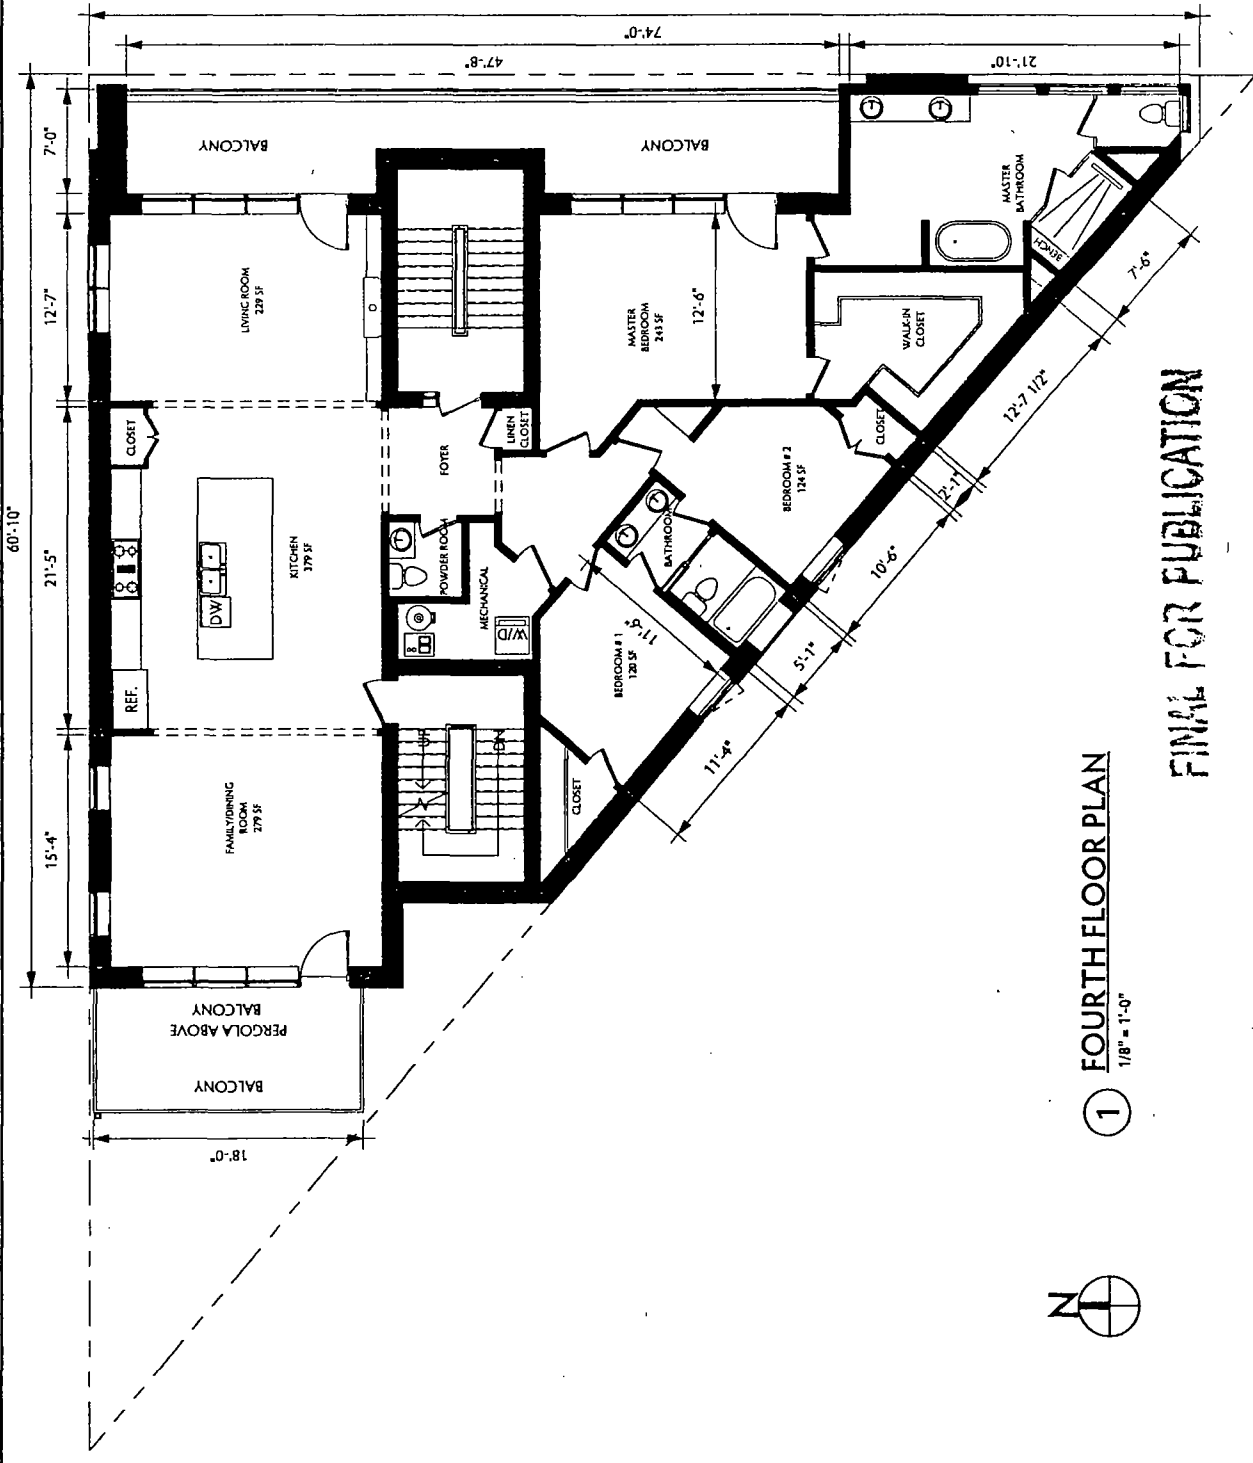 74'-0"
47'-8"
21'-10"
60'-10"
7'-0"
12'-7"
21'-5"
15'-4"
18'-0"
BALCONY
BALCONY
LIVING ROOM
229 SF
MASTER
BEDROOM
243 SF
12'-6"
MASTER
BATHROOM
BENCH
WALK-IN
CLOSET
CLOSET
CLOSET
LINEN
CLOSET
FOYER
BEDROOM # 2
124 SF
BATHROOM
POWDER ROOM
MECHANICAL
W/D
KITCHEN
379 SF
DW
REF.
BEDROOM # 1
120 SF
11'-6"
CLOSET
UP
DN
FAMILY/DINING
ROOM
279 SF
BALCONY
PERGOLA ABOVE
BALCONY
7'-6"
12'-7 1/2"
2'-1"
10'-6"
5'-1"
11'-4"
1
FOURTH FLOOR PLAN
1/8" = 1'-0"
N
FINAL FOR PUBLICATION